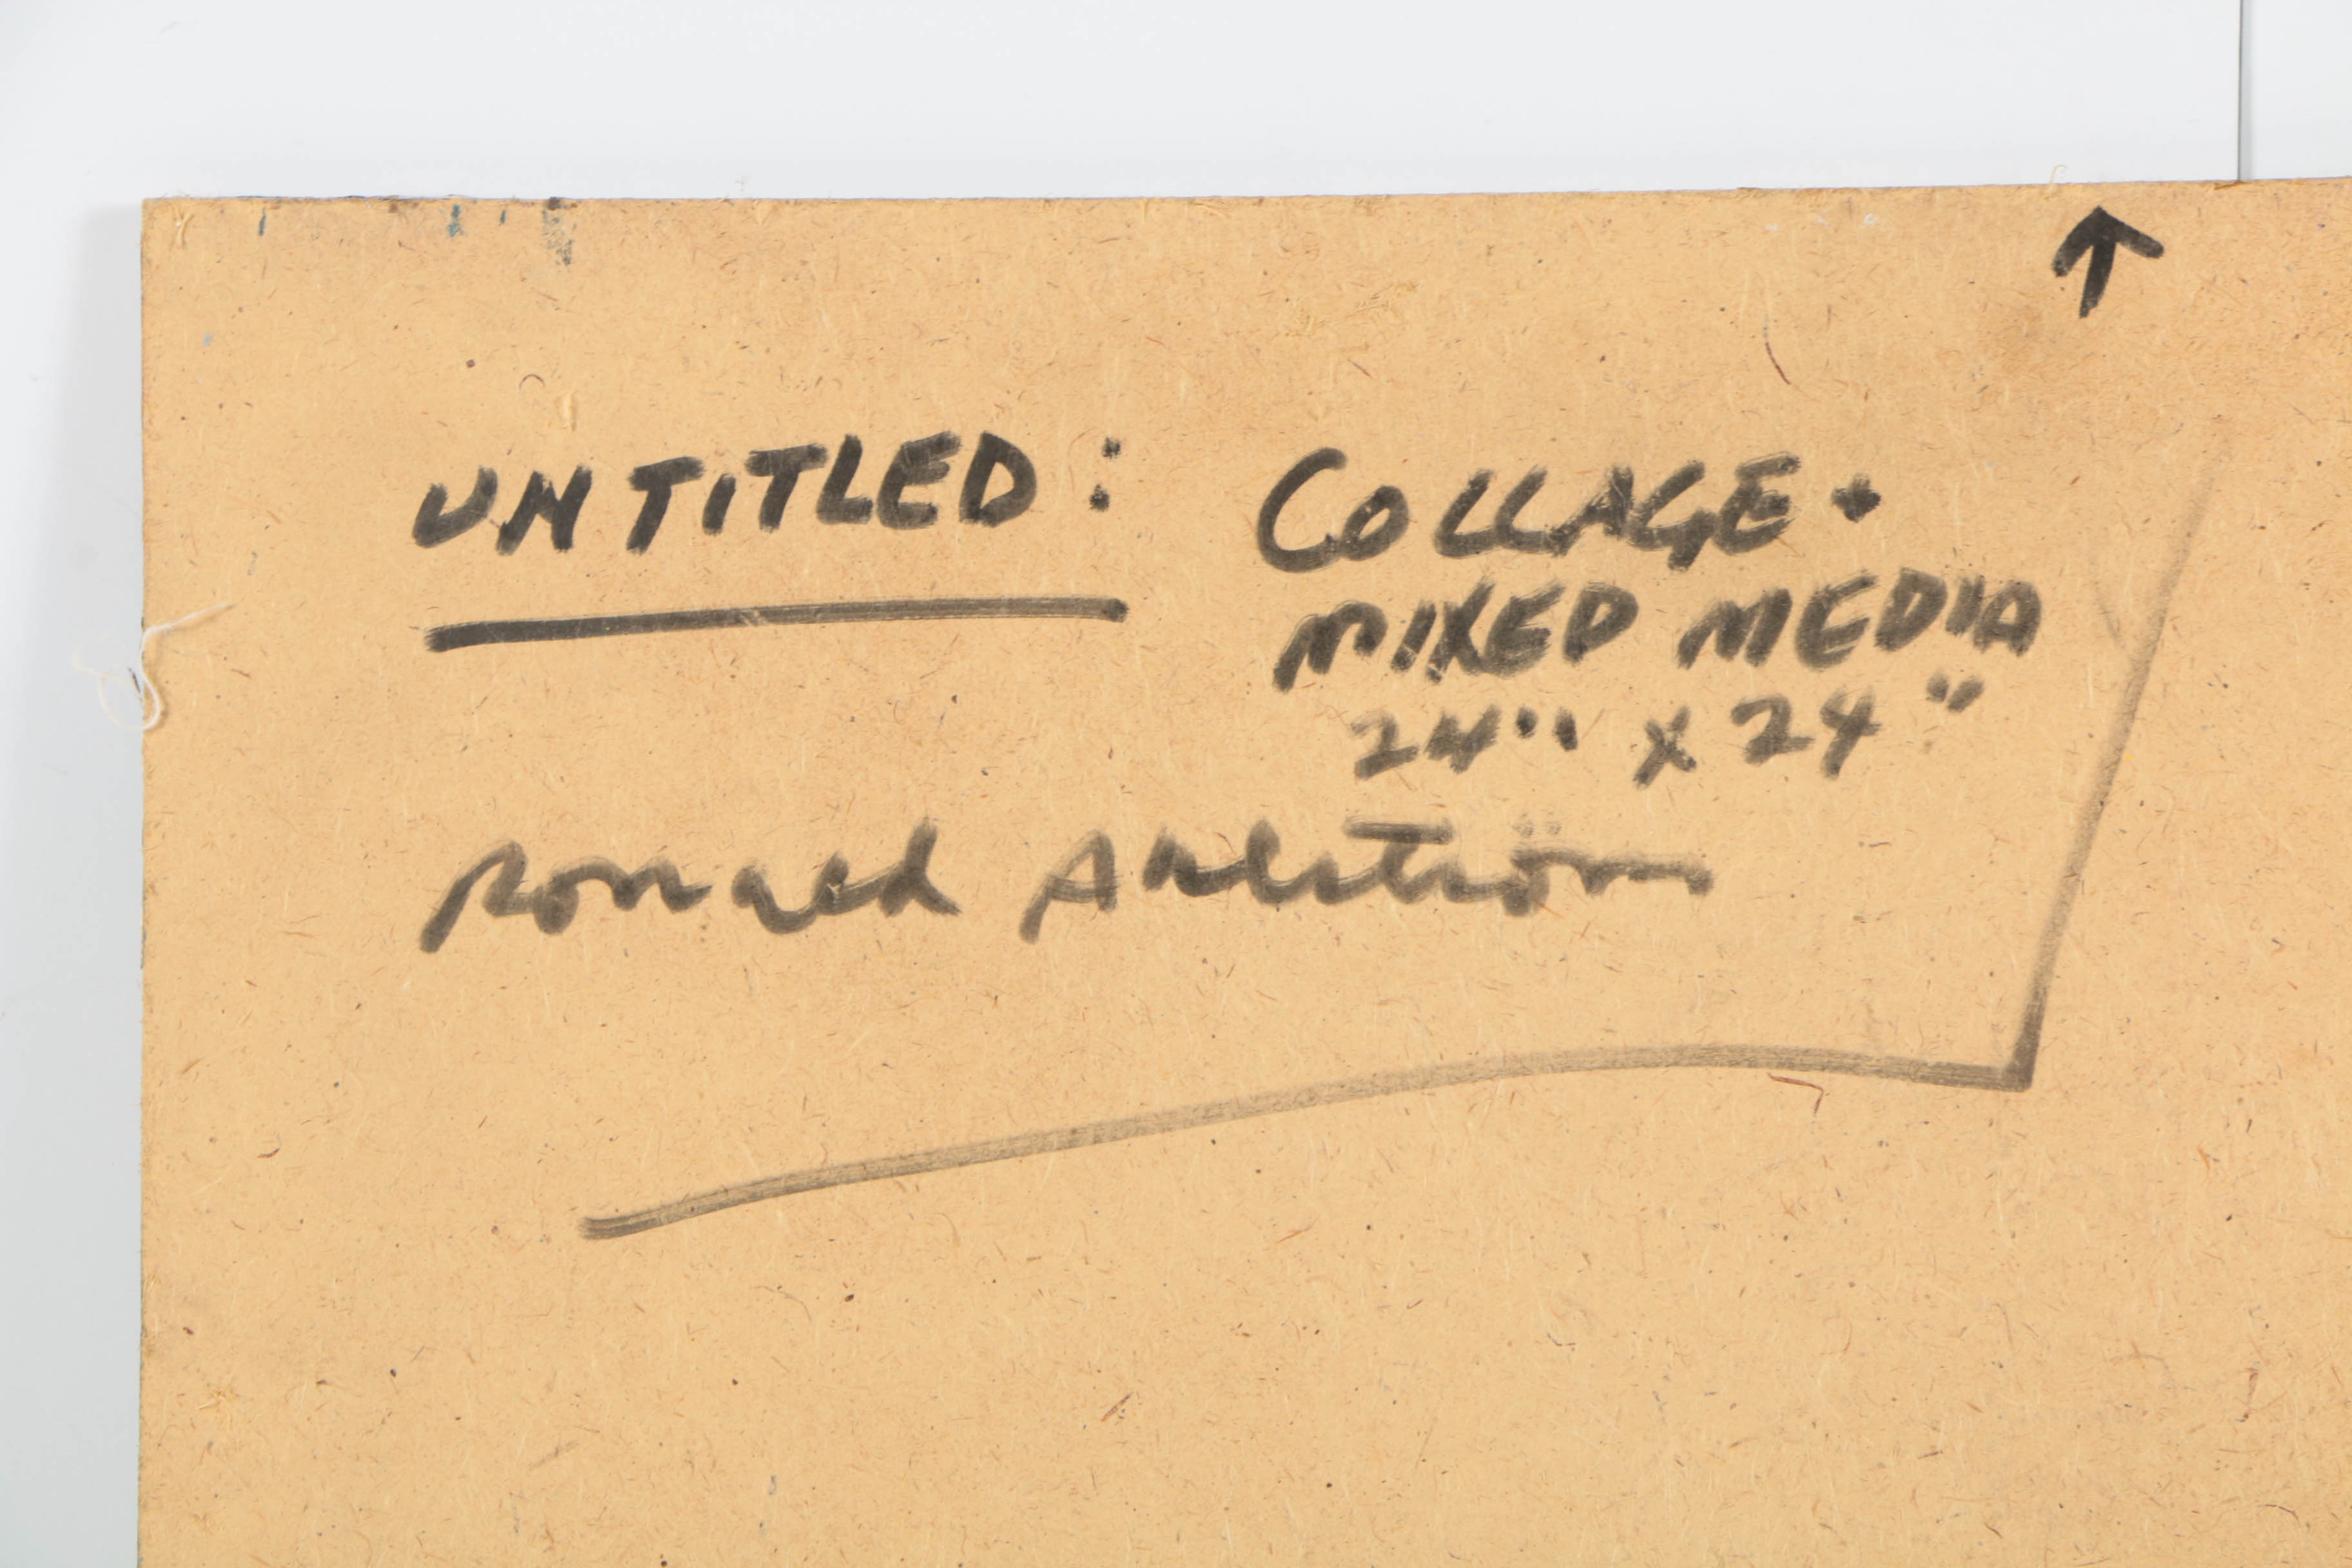 UNTITLED: COLLAGE +
MIXED MEDIA
24" x 24"
Ronald Ahlström